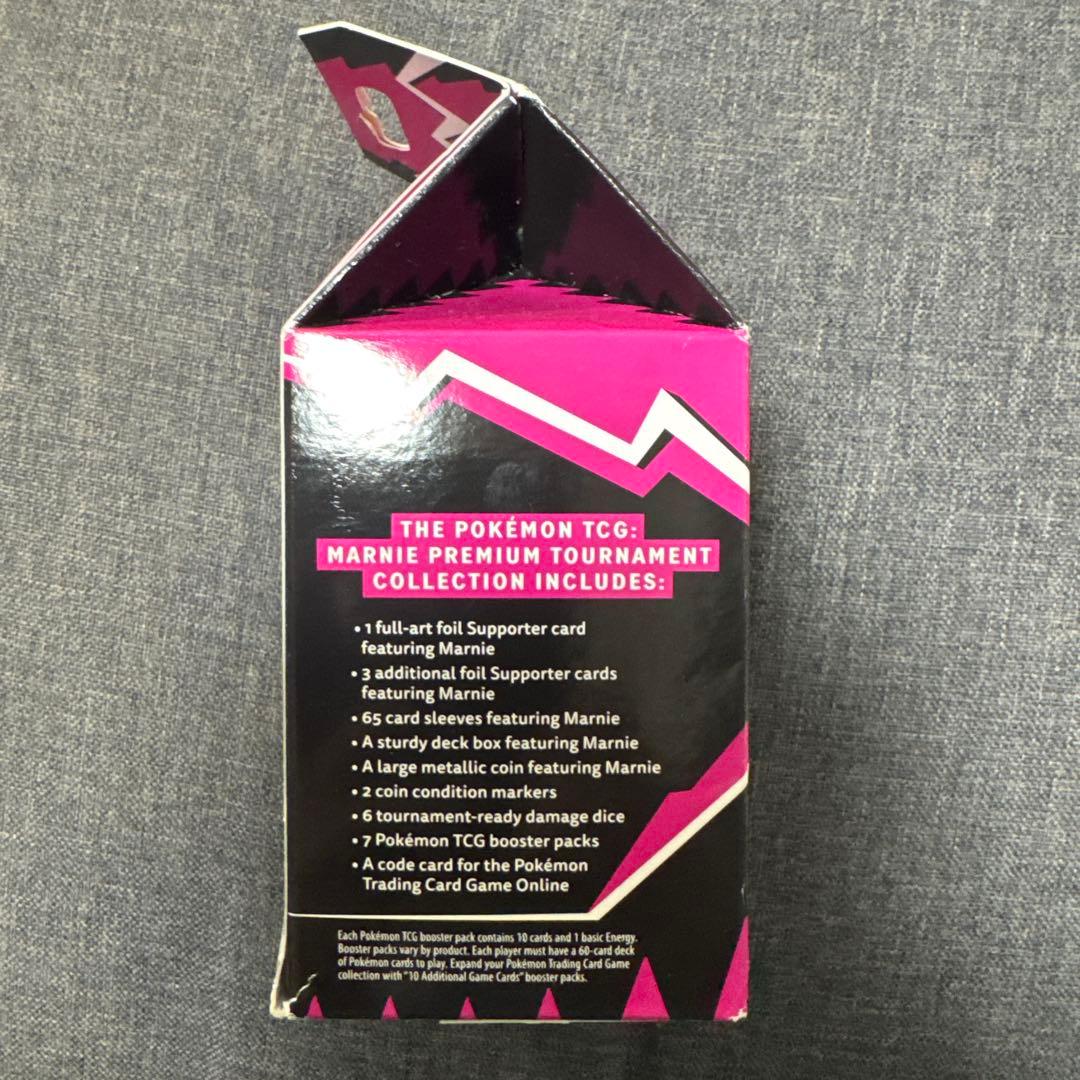 THE POKÉMON TCG:
MARNIE PREMIUM TOURNAMENT
COLLECTION INCLUDES:
• 1 full-art foil Supporter card
featuring Marnie
• 3 additional foil Supporter cards
featuring Marnie
• 65 card sleeves featuring Marnie
• A sturdy deck box featuring Marnie
• A large metallic coin featuring Marnie
• 2 coin condition markers
• 6 tournament-ready damage dice
• 7 Pokémon TCG booster packs
• A code card for the Pokémon
Trading Card Game Online
Each Pokémon TCG booster pack contains 10 cards and 1 basic Energy.
Booster packs vary by product. Each player must have a 60-card deck
of Pokémon cards to play. Expand your Pokémon Trading Card Game
collection with "10 Additional Game Cards" booster packs.